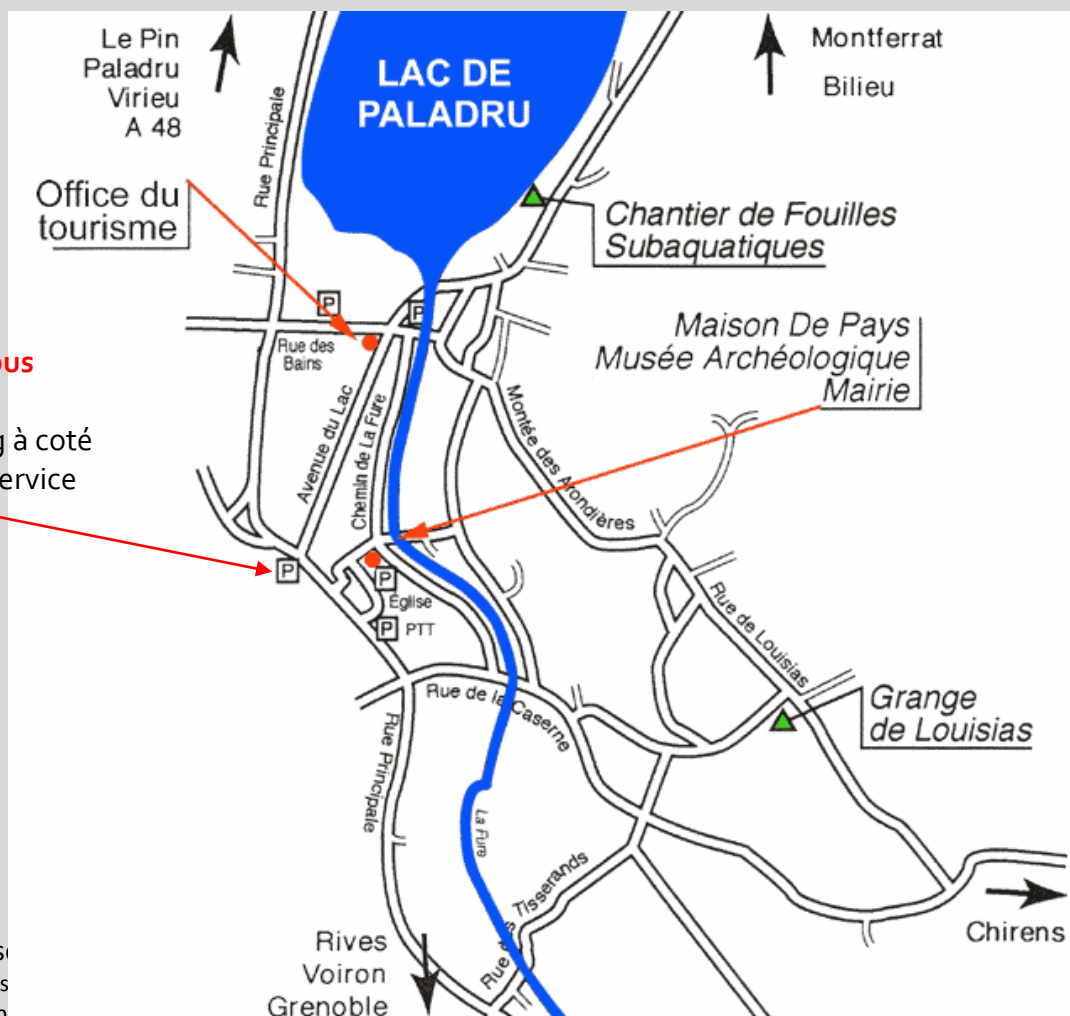 Le Pin
Paladru
Virieu
A 48
LAC DE
PALADRU
Montferrat
Bilieu
Rue Principale
Office du
tourisme
Chantier de Fouilles
Subaquatiques
P
P
Rue des
Bains
Maison De Pays
Musée Archéologique
Mairie
à coté
Avenue du Lac
Chemin de La Fure
Montée des Arondières
P
P
Église
P PTT
Rue de Louisias
Rue de la Caserne
Grange
de Louisias
Rue Principale
La Fure
Tisserands
Rue
Chirens
Rives
Voiron
Grenoble